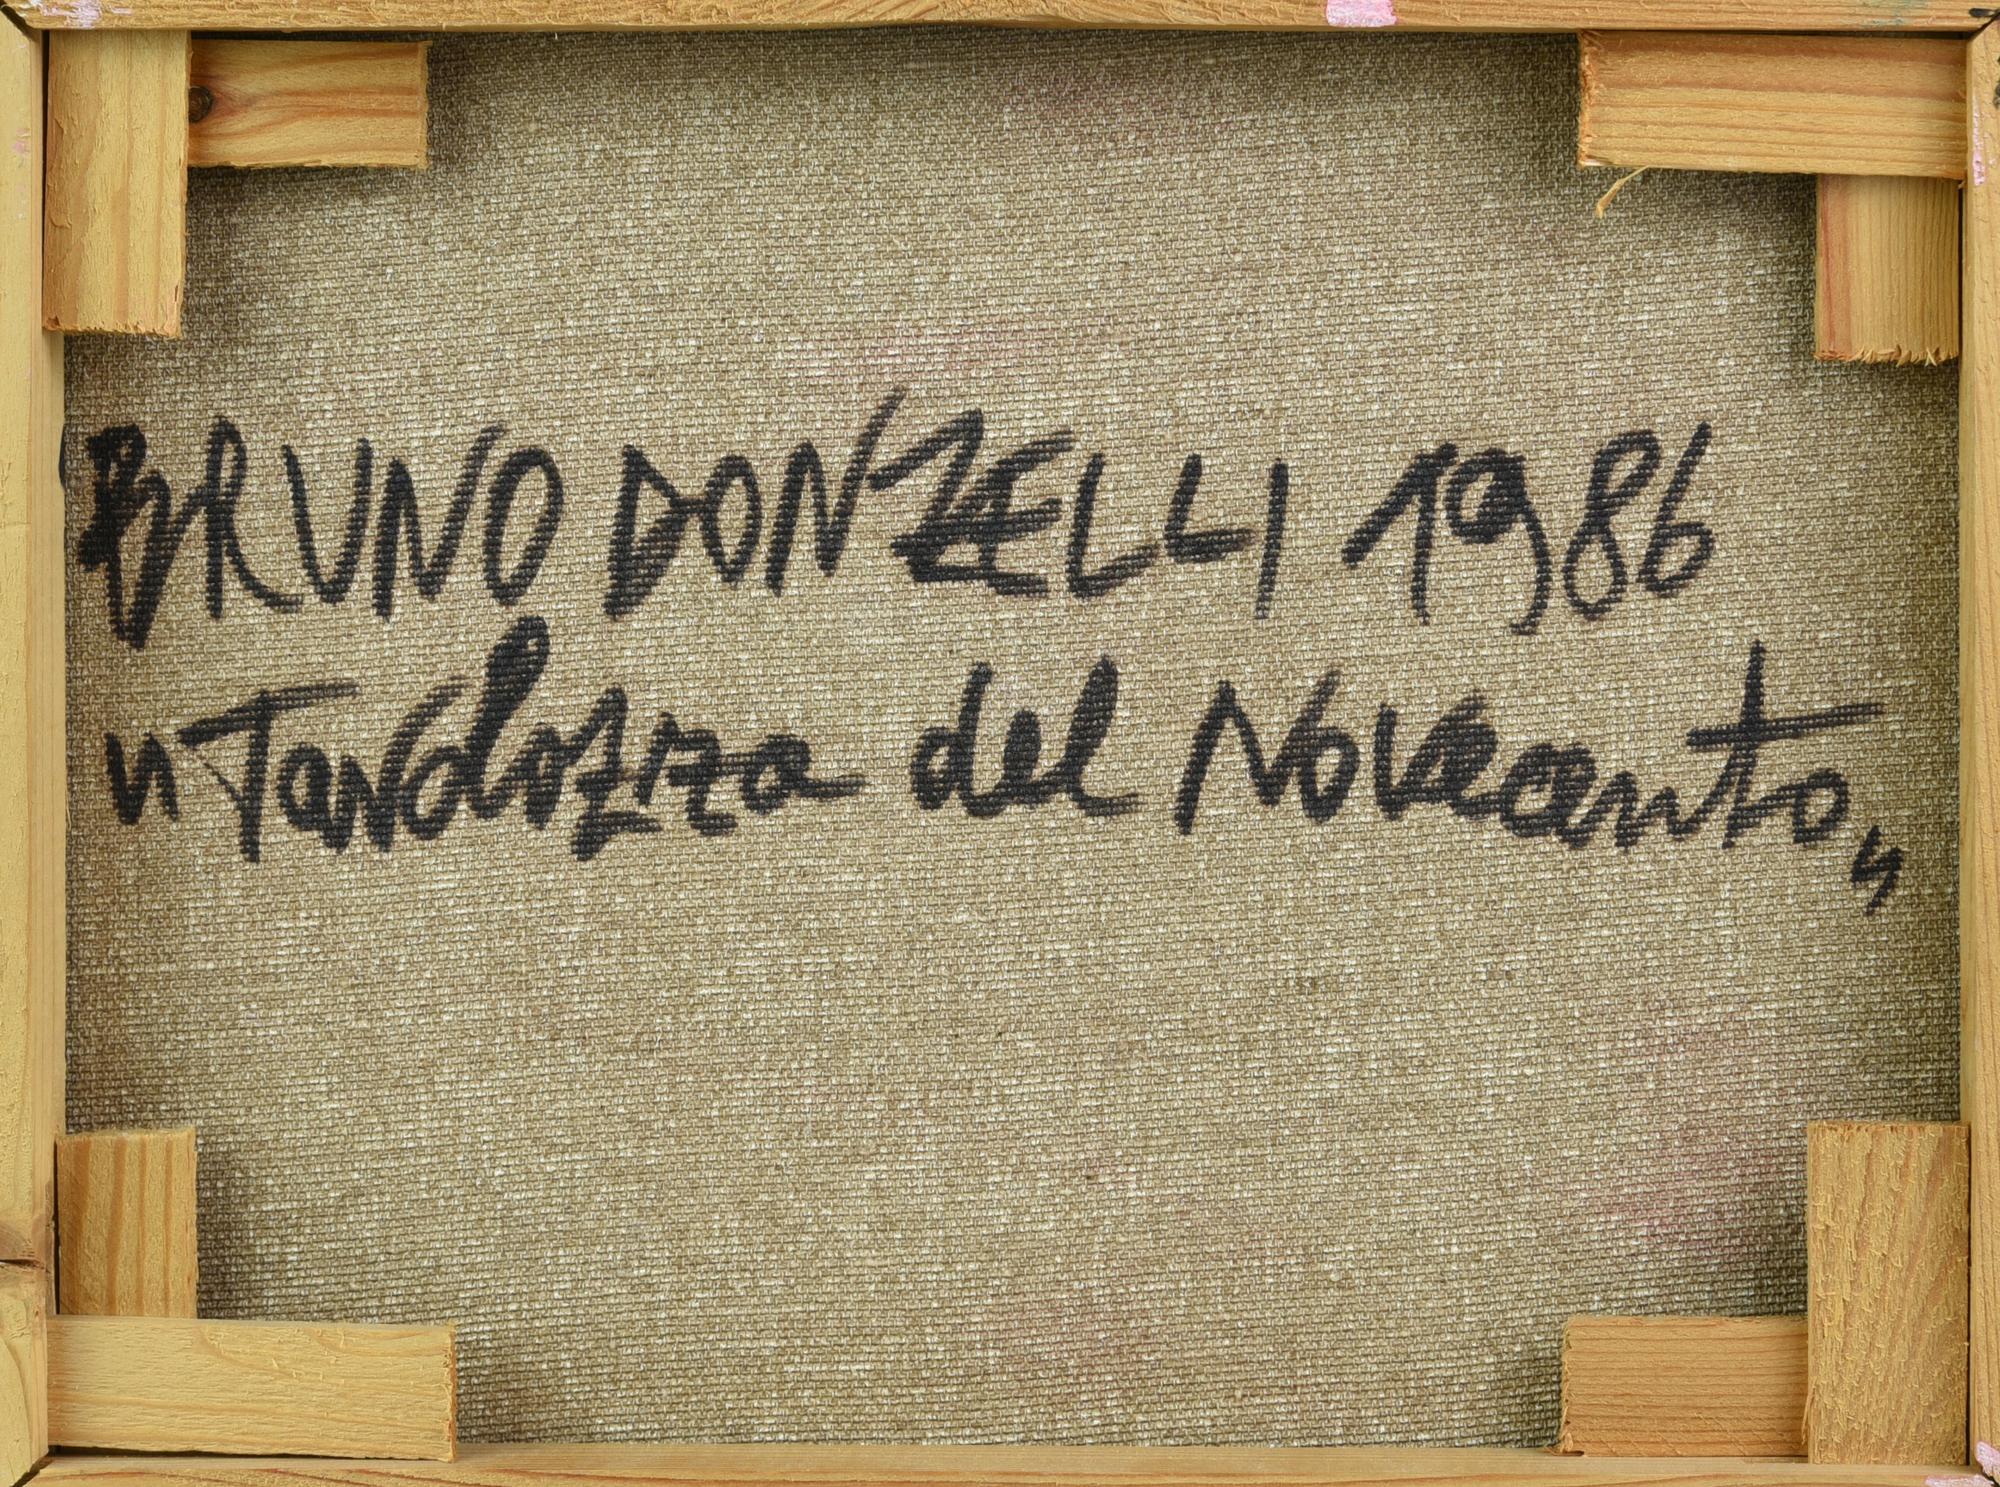 BRUNO DONZELLI 1986
"Tavolozza del Novecento"